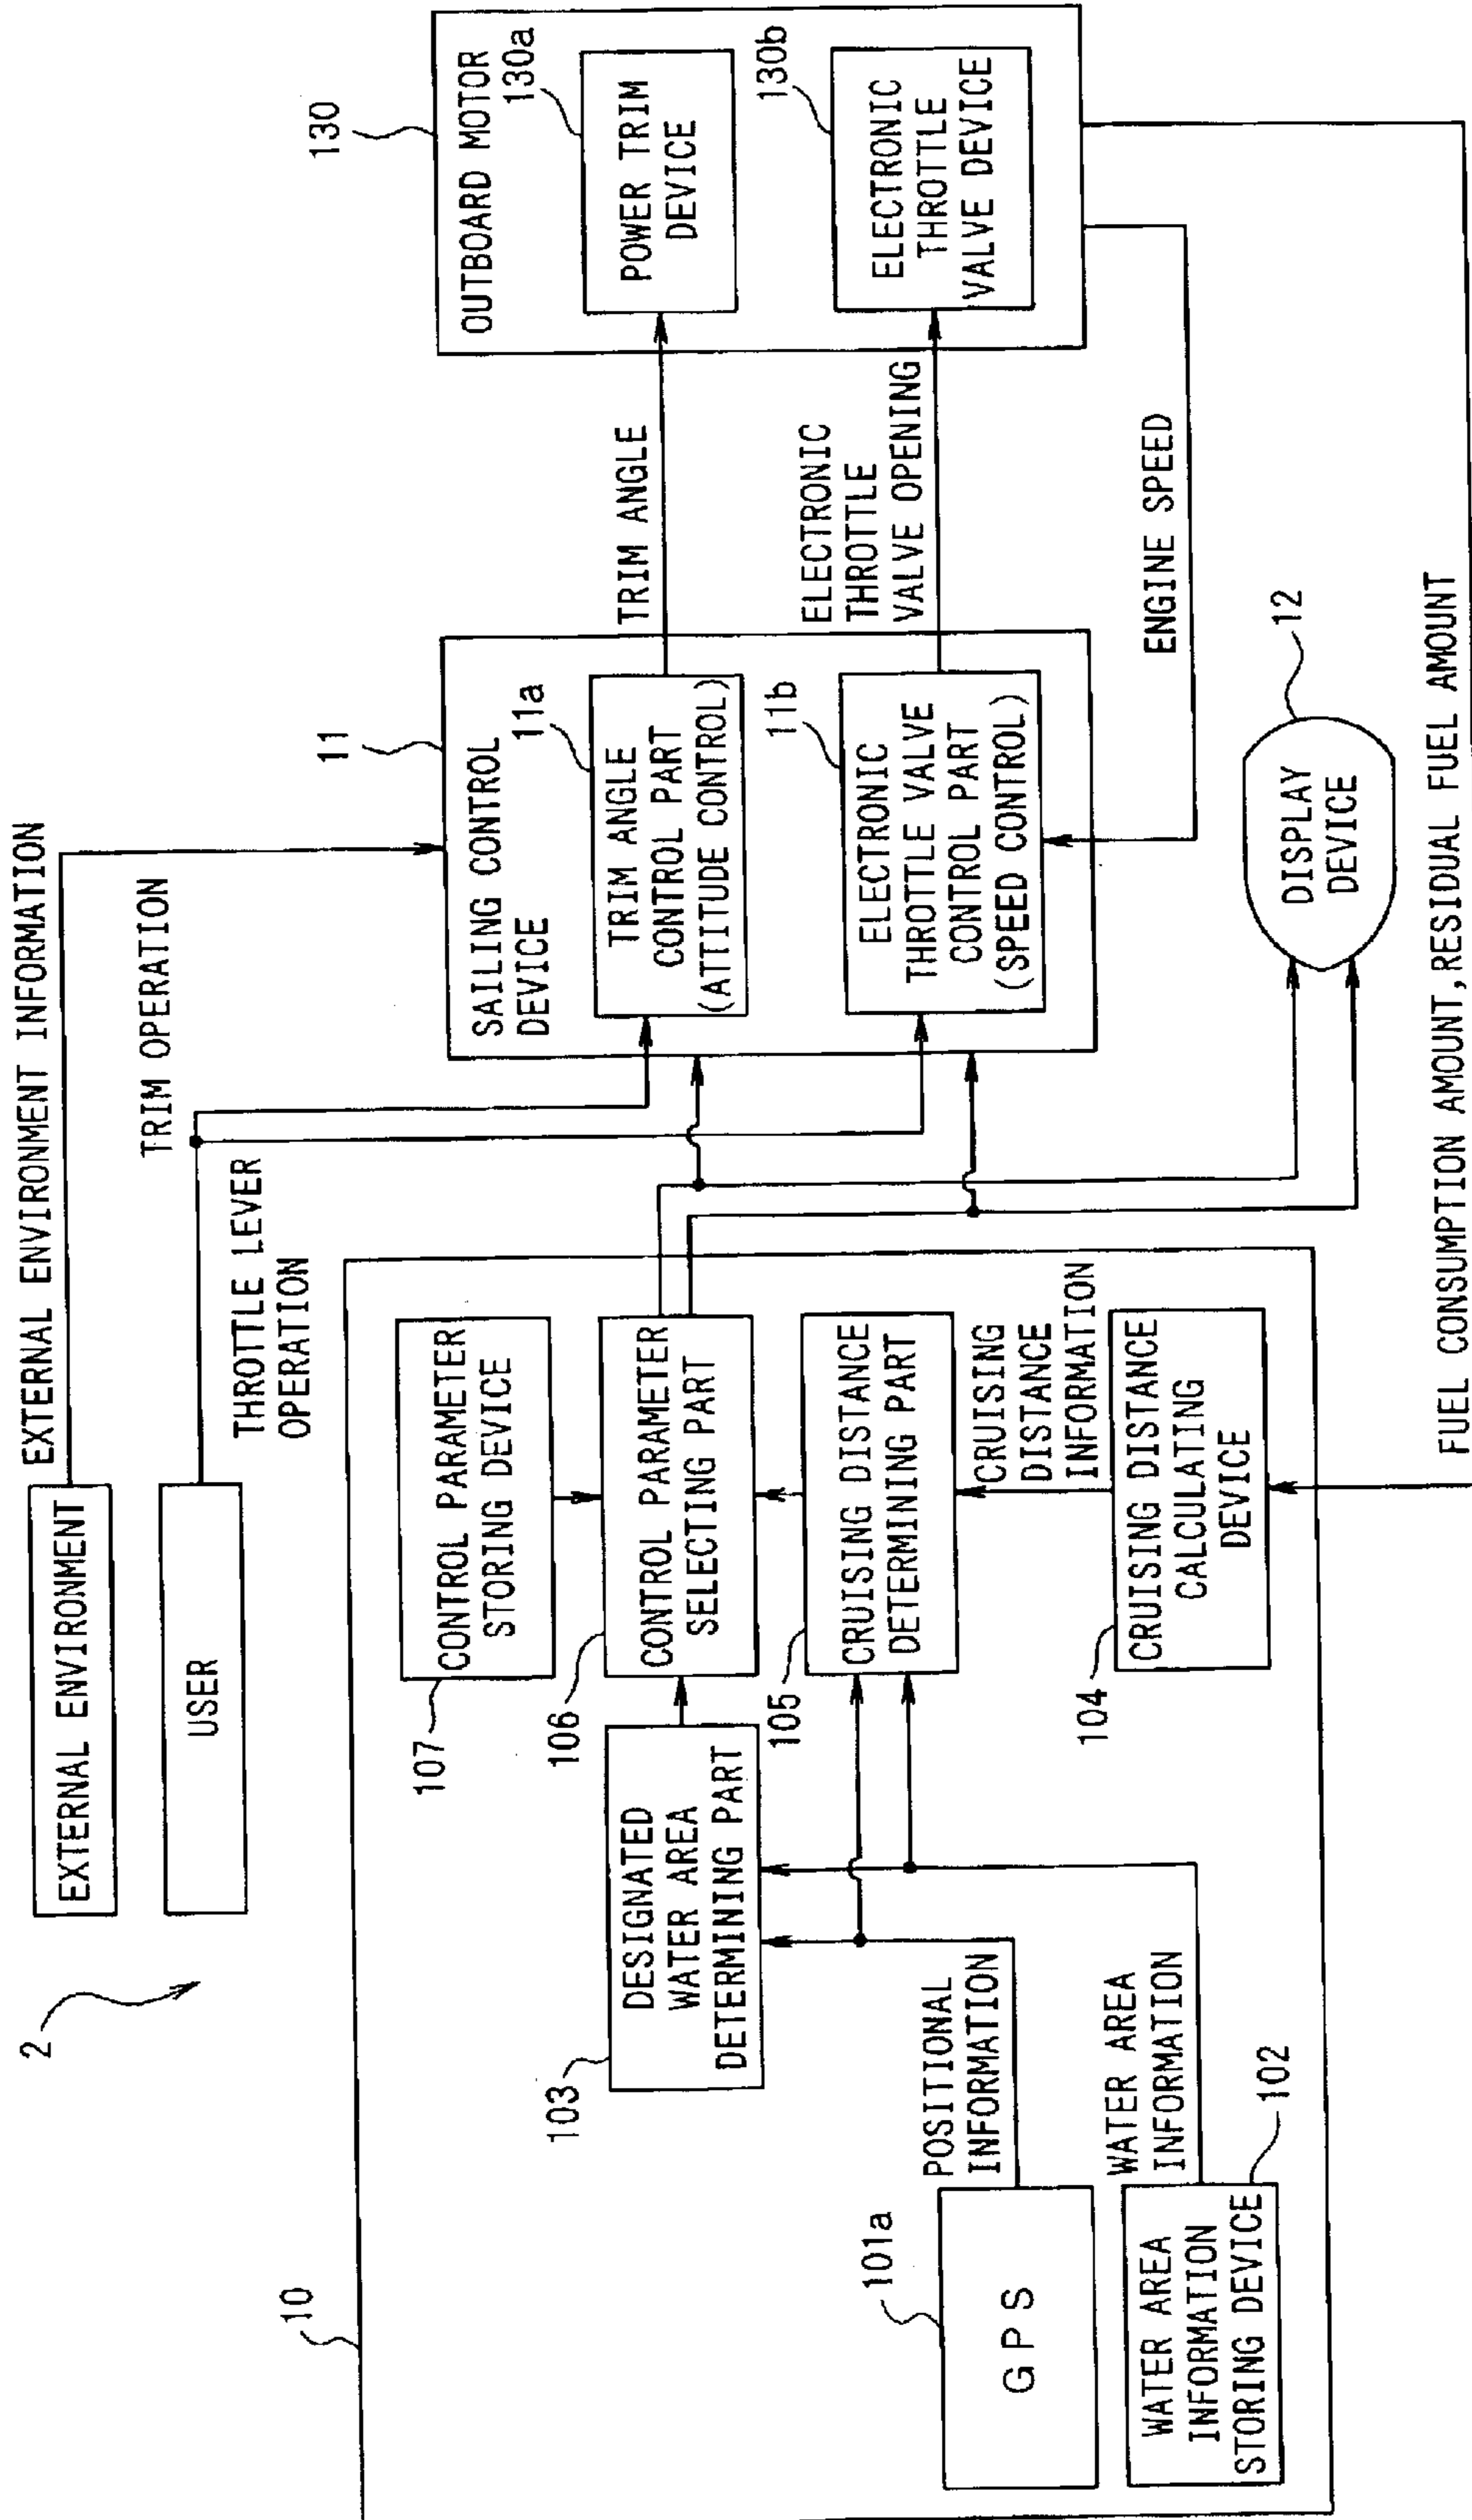 2
EXTERNAL ENVIRONMENT
EXTERNAL ENVIRONMENT INFORMATION
USER
TRIM OPERATION
THROTTLE LEVER
OPERATION
10
107
CONTROL PARAMETER
STORING DEVICE
103
DESIGNATED
WATER AREA
DETERMINING PART
106
CONTROL PARAMETER
SELECTING PART
105
CRUISING DISTANCE
DETERMINING PART
CRUISING
DISTANCE
INFORMATION
104
CRUISING DISTANCE
CALCULATING
DEVICE
101a
GPS
POSITIONAL
INFORMATION
WATER AREA
INFORMATION
STORING DEVICE
102
WATER AREA
INFORMATION
11
SAILING CONTROL
DEVICE
11a
TRIM ANGLE
CONTROL PART
(ATTITUDE CONTROL)
11b
ELECTRONIC
THROTTLE VALVE
CONTROL PART
(SPEED CONTROL)
TRIM ANGLE
ELECTRONIC
THROTTLE
VALVE OPENING
130
OUTBOARD MOTOR
130a
POWER TRIM
DEVICE
130b
ELECTRONIC
THROTTLE
VALVE DEVICE
ENGINE SPEED
12
DISPLAY
DEVICE
FUEL CONSUMPTION AMOUNT,RESIDUAL FUEL AMOUNT